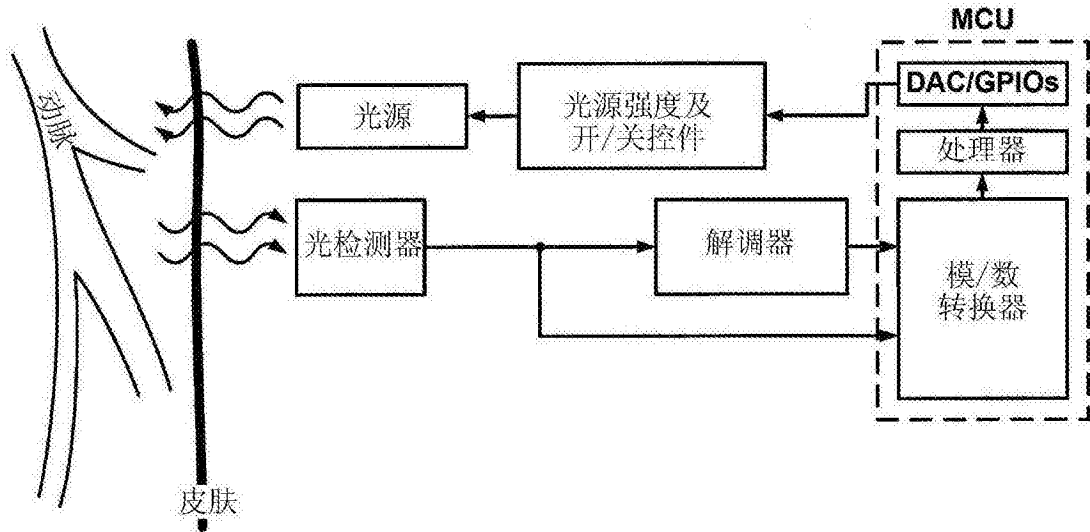 MCU
动脉
光源
光源强度及
开/关控件
DAC/GPIOs
处理器
光检测器
解调器
模/数
转换器
皮肤